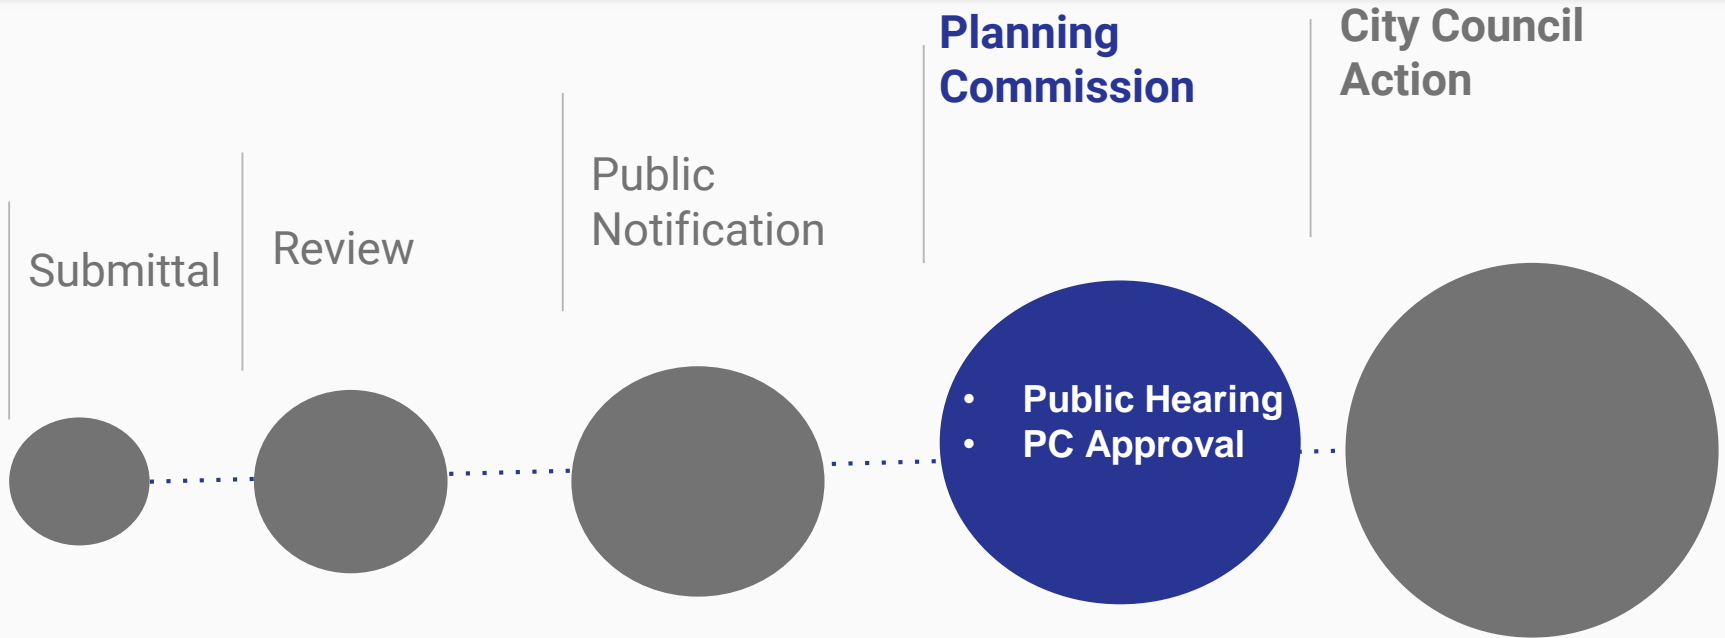 Submittal
Review
Public
Notification
Planning
Commission
• Public Hearing
• PC Approval
City Council
Action